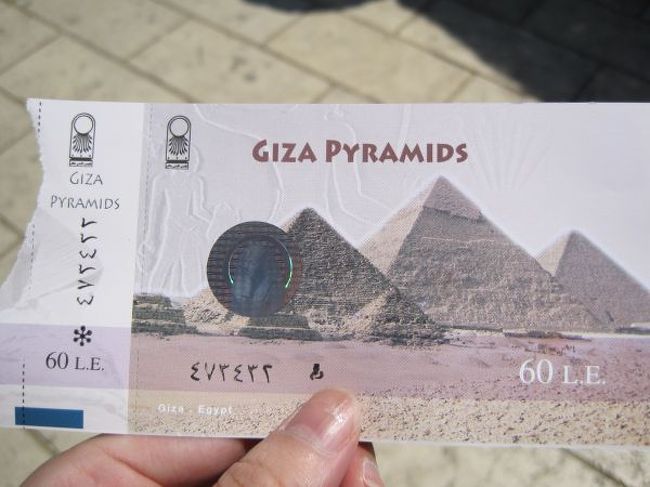 GIZA
PYRAMIDS
٤٧٣٤٣٢
60 L.E.
GIZA PYRAMIDS
٤٧٣٤٣٢
60 L.E.
Giza . Egypt